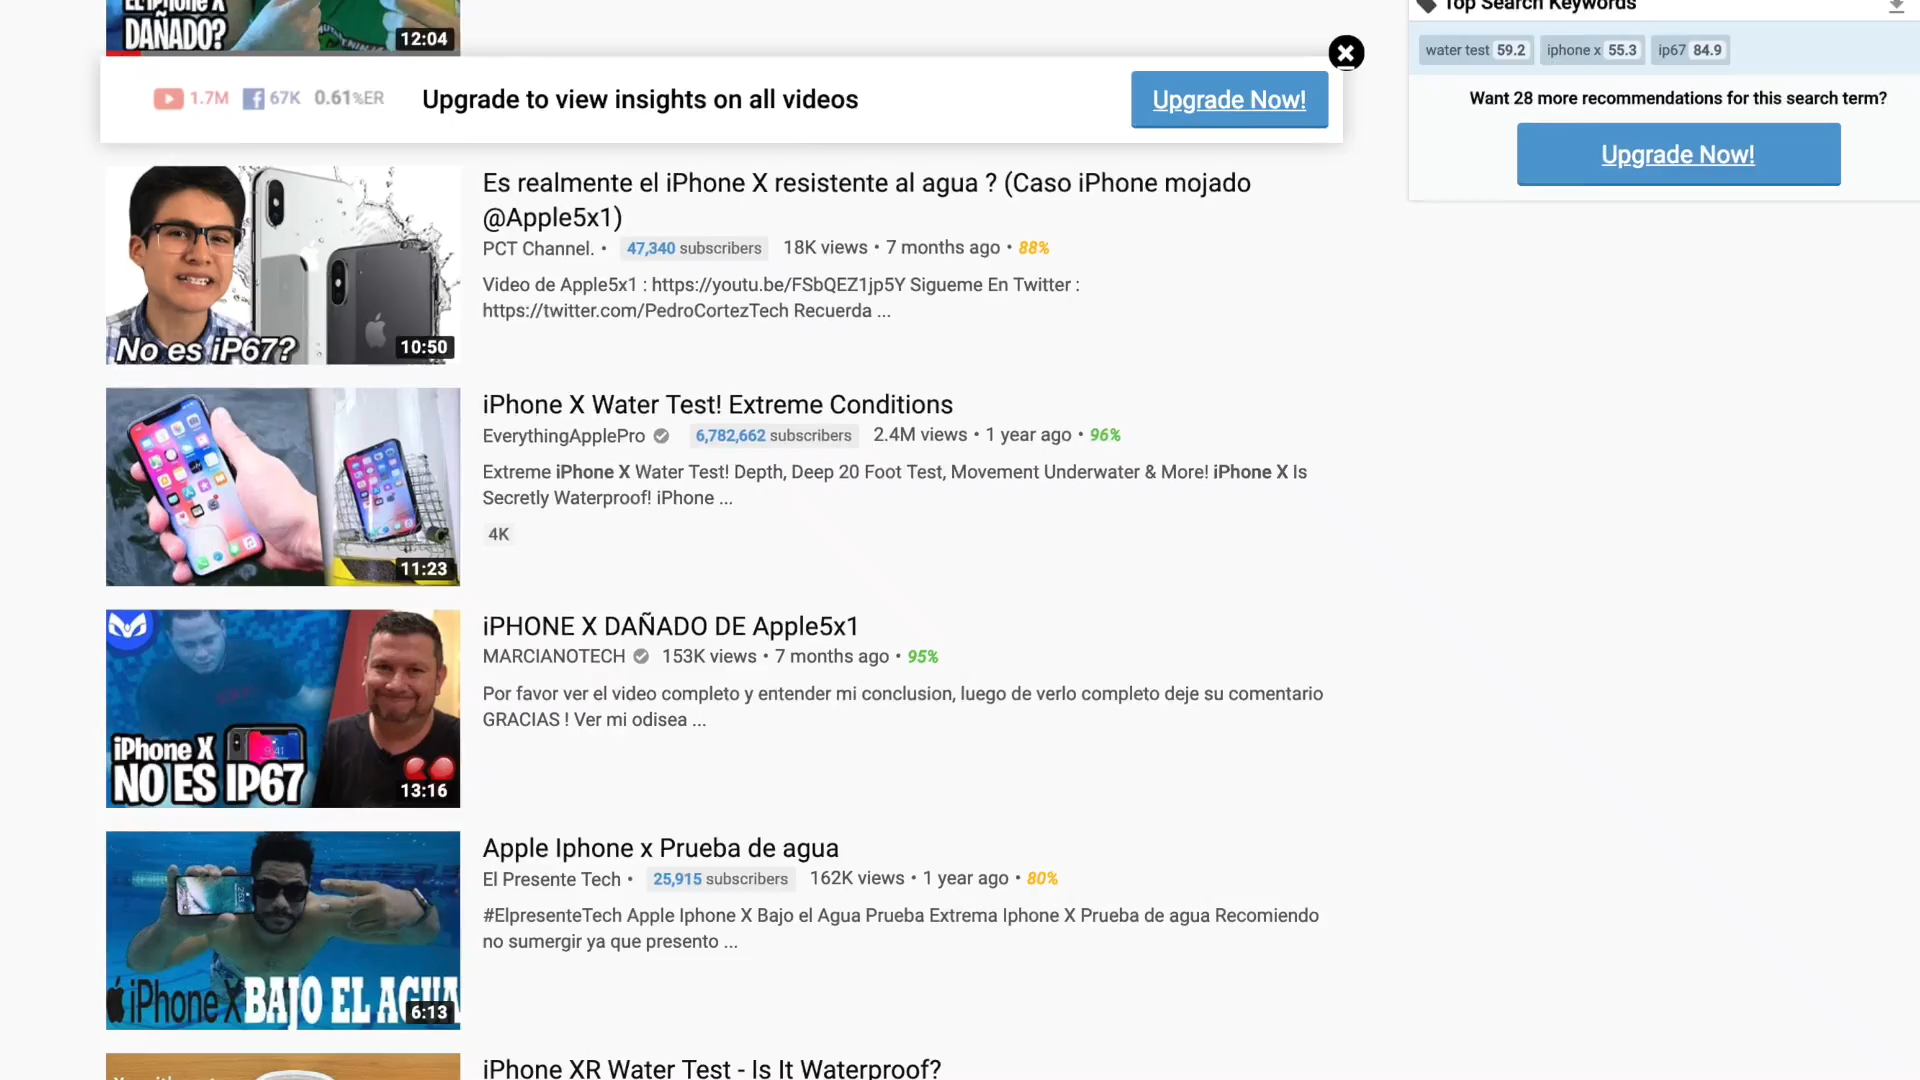 EL iPHONE X
DAÑADO?
12:04
Top Search Keywords
water test 59.2 iphone x 55.3 ip67 84.9
Want 28 more recommendations for this search term?
Upgrade Now!
1.7M 67K 0.61%ER
Upgrade to view insights on all videos
Upgrade Now!
No es iP67?
10:50
Es realmente el iPhone X resistente al agua ? (Caso iPhone mojado
@Apple5x1)
PCT Channel. • 47,340 subscribers 18K views • 7 months ago • 88%
Video de Apple5x1 : https://youtu.be/FSbQEZ1jp5Y Sigueme En Twitter :
https://twitter.com/PedroCortezTech Recuerda ...
11:23
iPhone X Water Test! Extreme Conditions
EverythingApplePro 6,782,662 subscribers 2.4M views • 1 year ago • 96%
Extreme iPhone X Water Test! Depth, Deep 20 Foot Test, Movement Underwater & More! iPhone X Is
Secretly Waterproof! iPhone ...
4K
iPhone X
9:41
NO ES IP67
13:16
iPHONE X DAÑADO DE Apple5x1
MARCIANOTECH 153K views • 7 months ago • 95%
Por favor ver el video completo y entender mi conclusion, luego de verlo completo deje su comentario
GRACIAS ! Ver mi odisea ...
iPhone X BAJO EL AGUA
6:13
Apple Iphone x Prueba de agua
El Presente Tech • 25,915 subscribers 162K views • 1 year ago • 80%
#ElpresenteTech Apple Iphone X Bajo el Agua Prueba Extrema Iphone X Prueba de agua Recomiendo
no sumergir ya que presento ...
iPhone XR Water Test - Is It Waterproof?